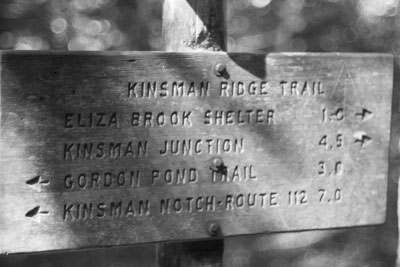 KINSMAN RIDGE TRAIL
ELIZA BROOK SHELTER 1.0
KINSMAN JUNCTION 4.5
GORDON POND TRAIL 3.0
KINSMAN NOTCH-ROUTE 112 7.0